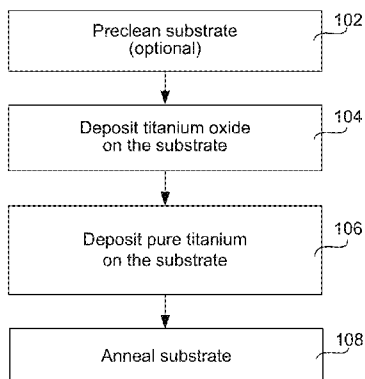 102
Preclean substrate
(optional)
104
Deposit titanium oxide
on the substrate
106
Deposit pure titanium
on the substrate
108
Anneal substrate